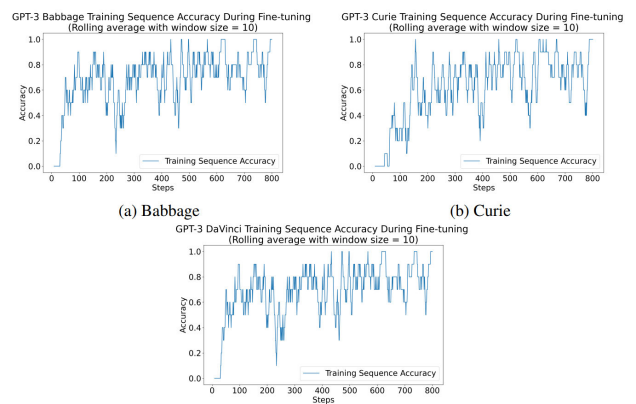 GPT-3 Babbage Training Sequence Accuracy During Fine-tuning
(Rolling average with window size = 10)
1.0
0.8
0.6
0.4
0.2
0.0
Accuracy
Training Sequence Accuracy
100 200 300 400 500 600 700 800
Steps
(a) Babbage
GPT-3 Curie Training Sequence Accuracy During Fine-tuning
(Rolling average with window size = 10)
1.0
0.8
0.6
0.4
0.2
0.0
Accuracy
Training Sequence Accuracy
0 100 200 300 400 500 600 700 800
Steps
(b) Curie
GPT-3 DaVinci Training Sequence Accuracy During Fine-tuning
(Rolling average with window size = 10)
1.0
0.8
0.6
0.4
0.2
0.0
Accuracy
Training Sequence Accuracy
0 100 200 300 400 500 600 700 800
Steps